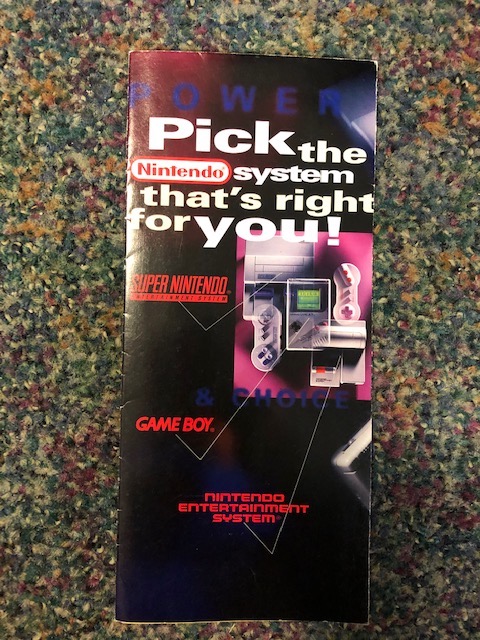 POWER
Pick the
Nintendo® system
that's right
for you!
SUPER NINTENDO
ENTERTAINMENT SYSTEM
& CHOICE
GAME BOY®
NINTENDO
ENTERTAINMENT
SYSTEM®